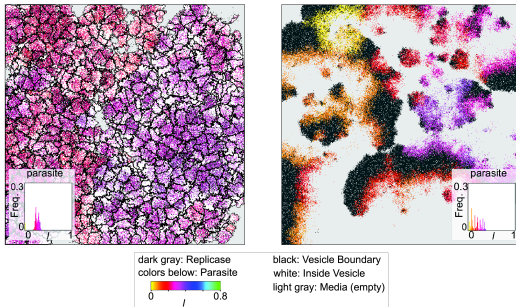 parasite
0.3
Freq.
0
l
1
parasite
0.3
Freq.
0
l
1
dark gray: Replicase
colors below: Parasite
0
0.8
l
black: Vesicle Boundary
white: Inside Vesicle
light gray: Media (empty)